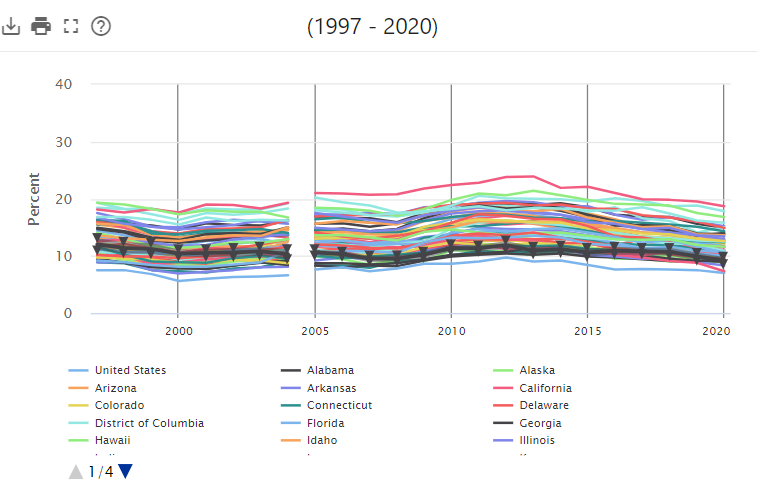 (1997 - 2020)
40
30
20
10
0
Percent
2000 2005 2010 2015 2020
United States Alabama Alaska
Arizona Arkansas California
Colorado Connecticut Delaware
District of Columbia Florida Georgia
Hawaii Idaho Illinois
1/4